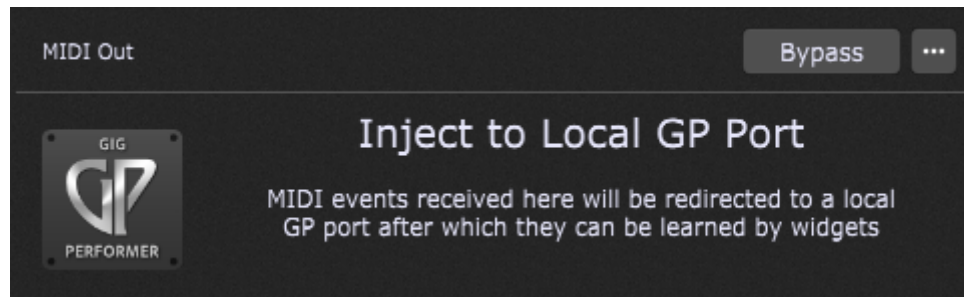 MIDI Out
Bypass
...
Inject to Local GP Port
GIG
GP
PERFORMER
MIDI events received here will be redirected to a local
GP port after which they can be learned by widgets